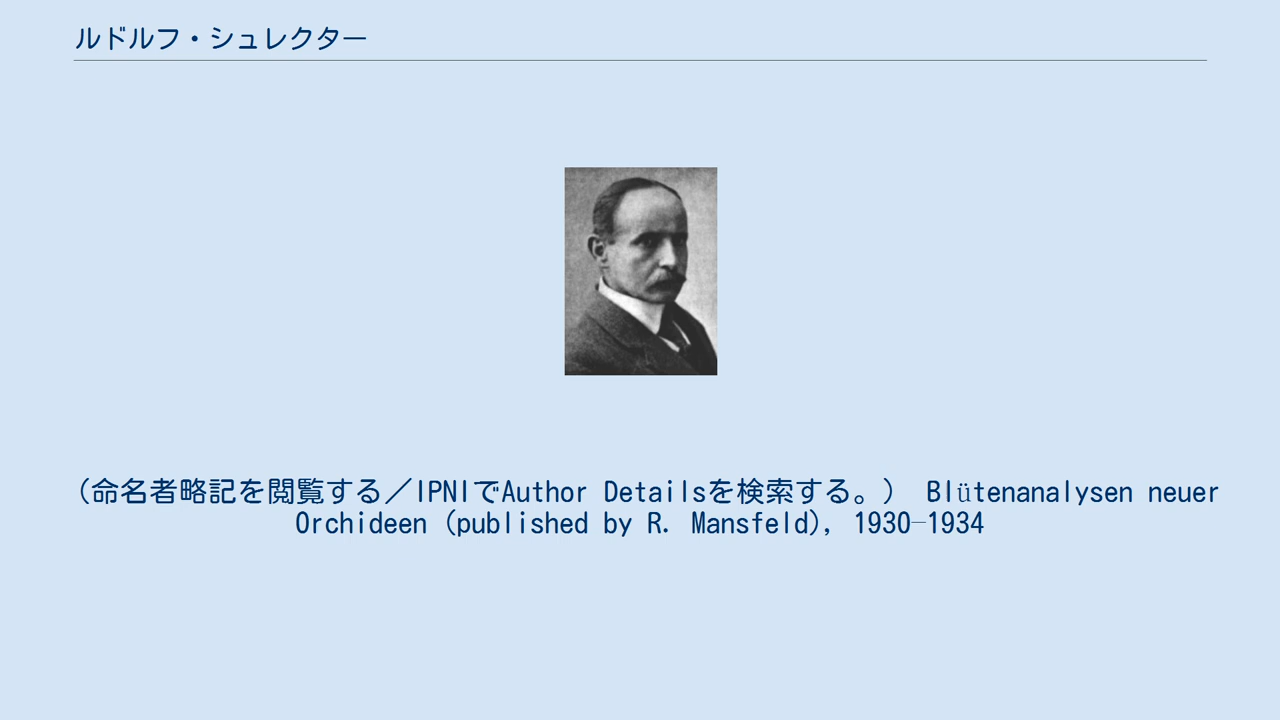 ルドルフ・シュレクター
（命名者略記を閲覧する／IPNIでAuthor Detailsを検索する。） Blütenanalysen neuer
Orchideen (published by R. Mansfeld), 1930–1934